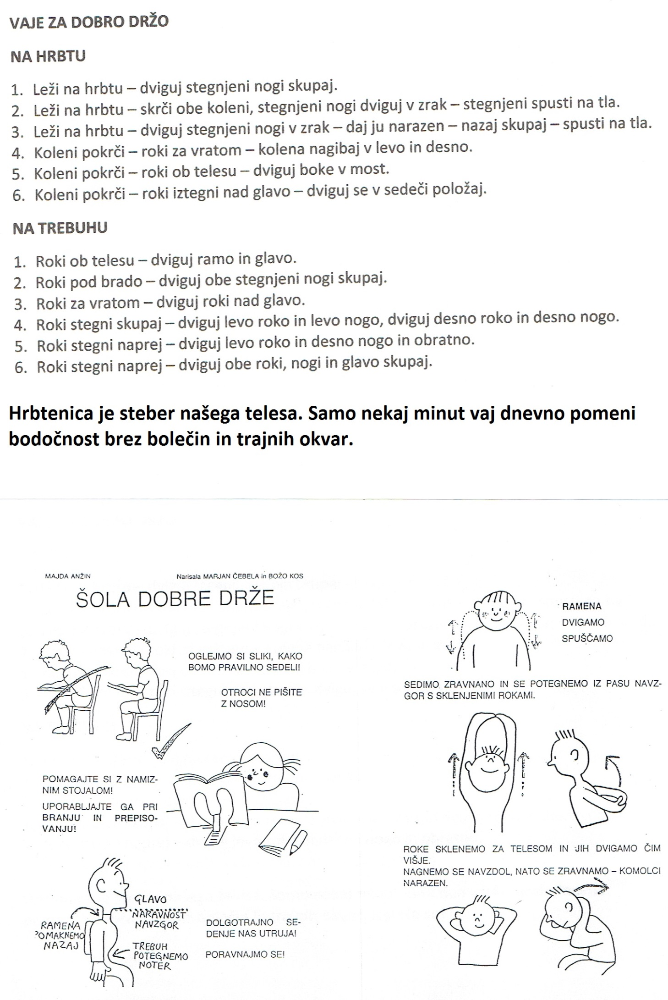 VAJE ZA DOBRO DRŽO
NA HRBTU
1. Leži na hrbtu – dviguj stegnjeni nogi skupaj.
2. Leži na hrbtu – skrči obe koleni, stegnjeni nogi dviguj v zrak – stegnjeni spusti na tla.
3. Leži na hrbtu – dviguj stegnjeni nogi v zrak – daj ju narazen – nazaj skupaj – spusti na tla.
4. Koleni pokrči – roki za vratom – kolena nagibaj v levo in desno.
5. Koleni pokrči – roki ob telesu – dviguj boke v most.
6. Koleni pokrči – roki iztegni nad glavo – dviguj se v sedeči položaj.
NA TREBUHU
1. Roki ob telesu – dviguj ramo in glavo.
2. Roki pod brado – dviguj obe stegnjeni nogi skupaj.
3. Roki za vratom – dviguj roki nad glavo.
4. Roki stegni skupaj – dviguj levo roko in levo nogo, dviguj desno roko in desno nogo.
5. Roki stegni naprej – dviguj levo roko in desno nogo in obratno.
6. Roki stegni naprej – dviguj obe roki, nogi in glavo skupaj.
Hrbtenica je steber našega telesa. Samo nekaj minut vaj dnevno pomeni
bodočnost brez bolečin in trajnih okvar.
MAJDA ANŽIN
Narisala MARJAN ČEBELA in BOŽO KOS
ŠOLA DOBRE DRŽE
OGLEJMO SI SLIKI, KAKO
BOMO PRAVILNO SEDELI!
OTROCI NE PIŠITE
Z NOSOM!
POMAGAJTE SI Z NAMIZ-
NIM STOJALOM!
UPORABLJAJTE GA PRI
BRANJU IN PREPISO-
VANJU!
GLAVO
NARAVNOST
NAVZGOR
RAMENA
POMAKNEMO
NAZAJ
TREBUH
POTEGNEMO
NOTER
DOLGOTRAJNO SE-
DENJE NAS UTRUJA!
PORAVNAJMO SE!
RAMENA
DVIGAMO
SPUŠČAMO
SEDIMO ZRAVNANO IN SE POTEGNEMO IZ PASU NAVZ-
GOR S SKLENJENIMI ROKAMI.
ROKE SKLENEMO ZA TELESOM IN JIH DVIGAMO ČIM
VIŠJE.
NAGNEMO SE NAVZDOL, NATO SE ZRAVNAMO – KOMOLCI
NARAZEN.